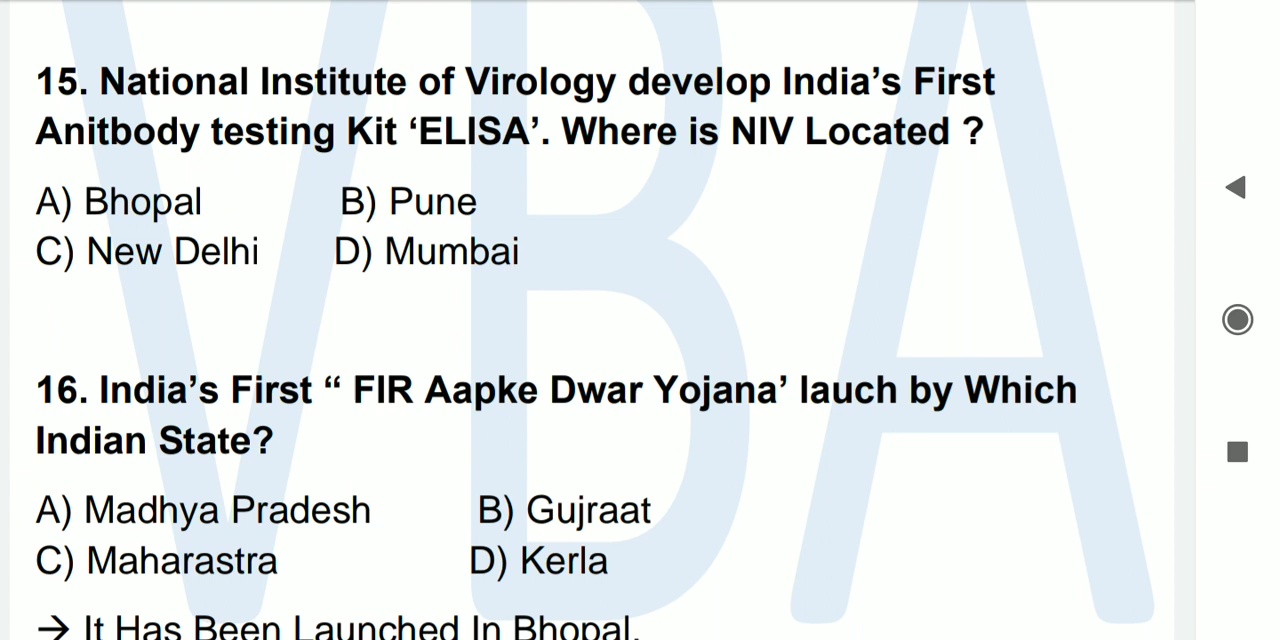 15. National Institute of Virology develop India’s First
Anitbody testing Kit ‘ELISA’. Where is NIV Located ?
A) Bhopal B) Pune
C) New Delhi D) Mumbai
16. India’s First “ FIR Aapke Dwar Yojana’ lauch by Which
Indian State?
A) Madhya Pradesh B) Gujraat
C) Maharastra D) Kerla
→ It Has Been Launched In Bhopal.
VBA